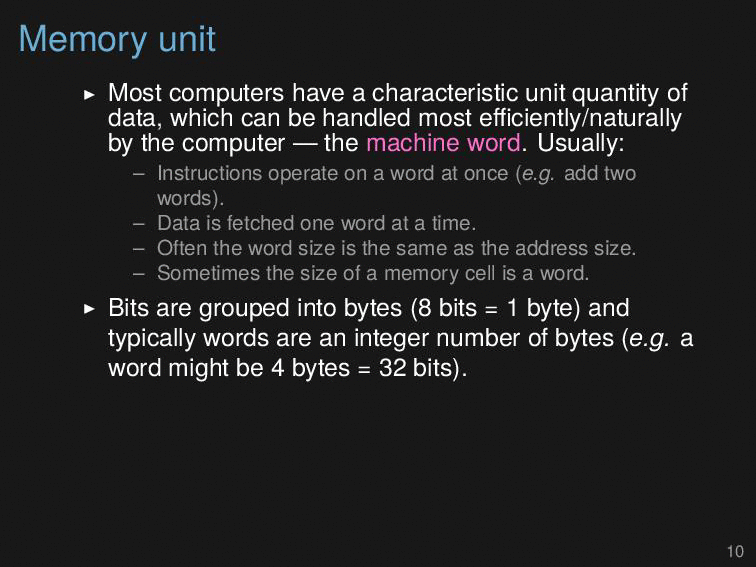 Memory unit
▶ Most computers have a characteristic unit quantity of
data, which can be handled most efficiently/naturally
by the computer — the machine word. Usually:
– Instructions operate on a word at once (e.g. add two
words).
– Data is fetched one word at a time.
– Often the word size is the same as the address size.
– Sometimes the size of a memory cell is a word.
▶ Bits are grouped into bytes (8 bits = 1 byte) and
typically words are an integer number of bytes (e.g. a
word might be 4 bytes = 32 bits).
10